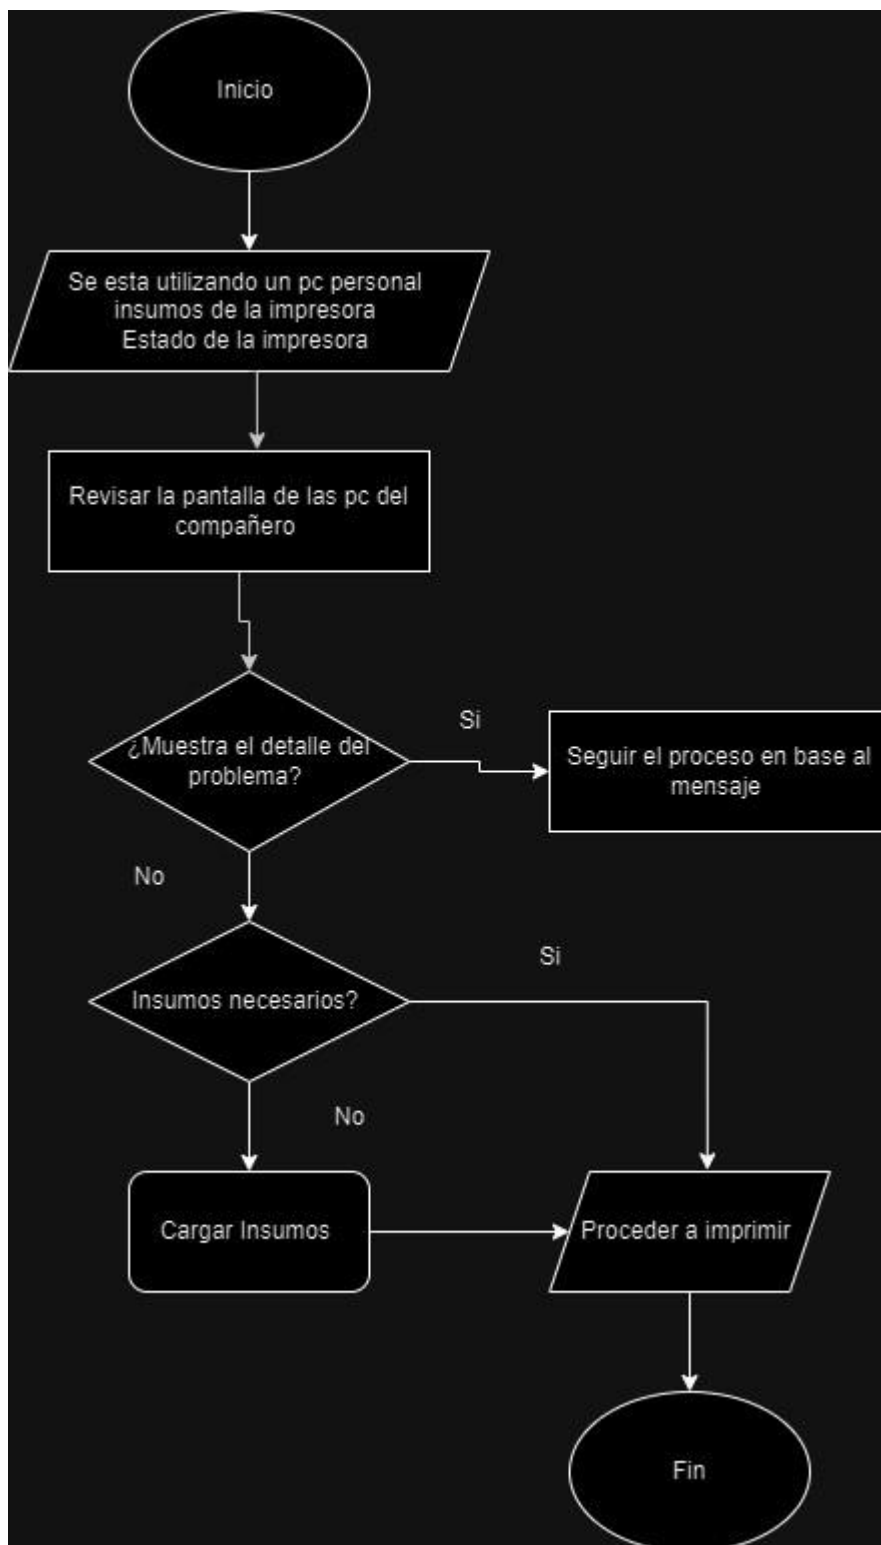 Inicio
Se esta utilizando un pc personal
insumos de la impresora
Estado de la impresora
Revisar la pantalla de las pc del
compañero
¿Muestra el detalle del
problema?
Si
Seguir el proceso en base al
mensaje
No
Insumos necesarios?
Si
No
Cargar Insumos
Proceder a imprimir
Fin